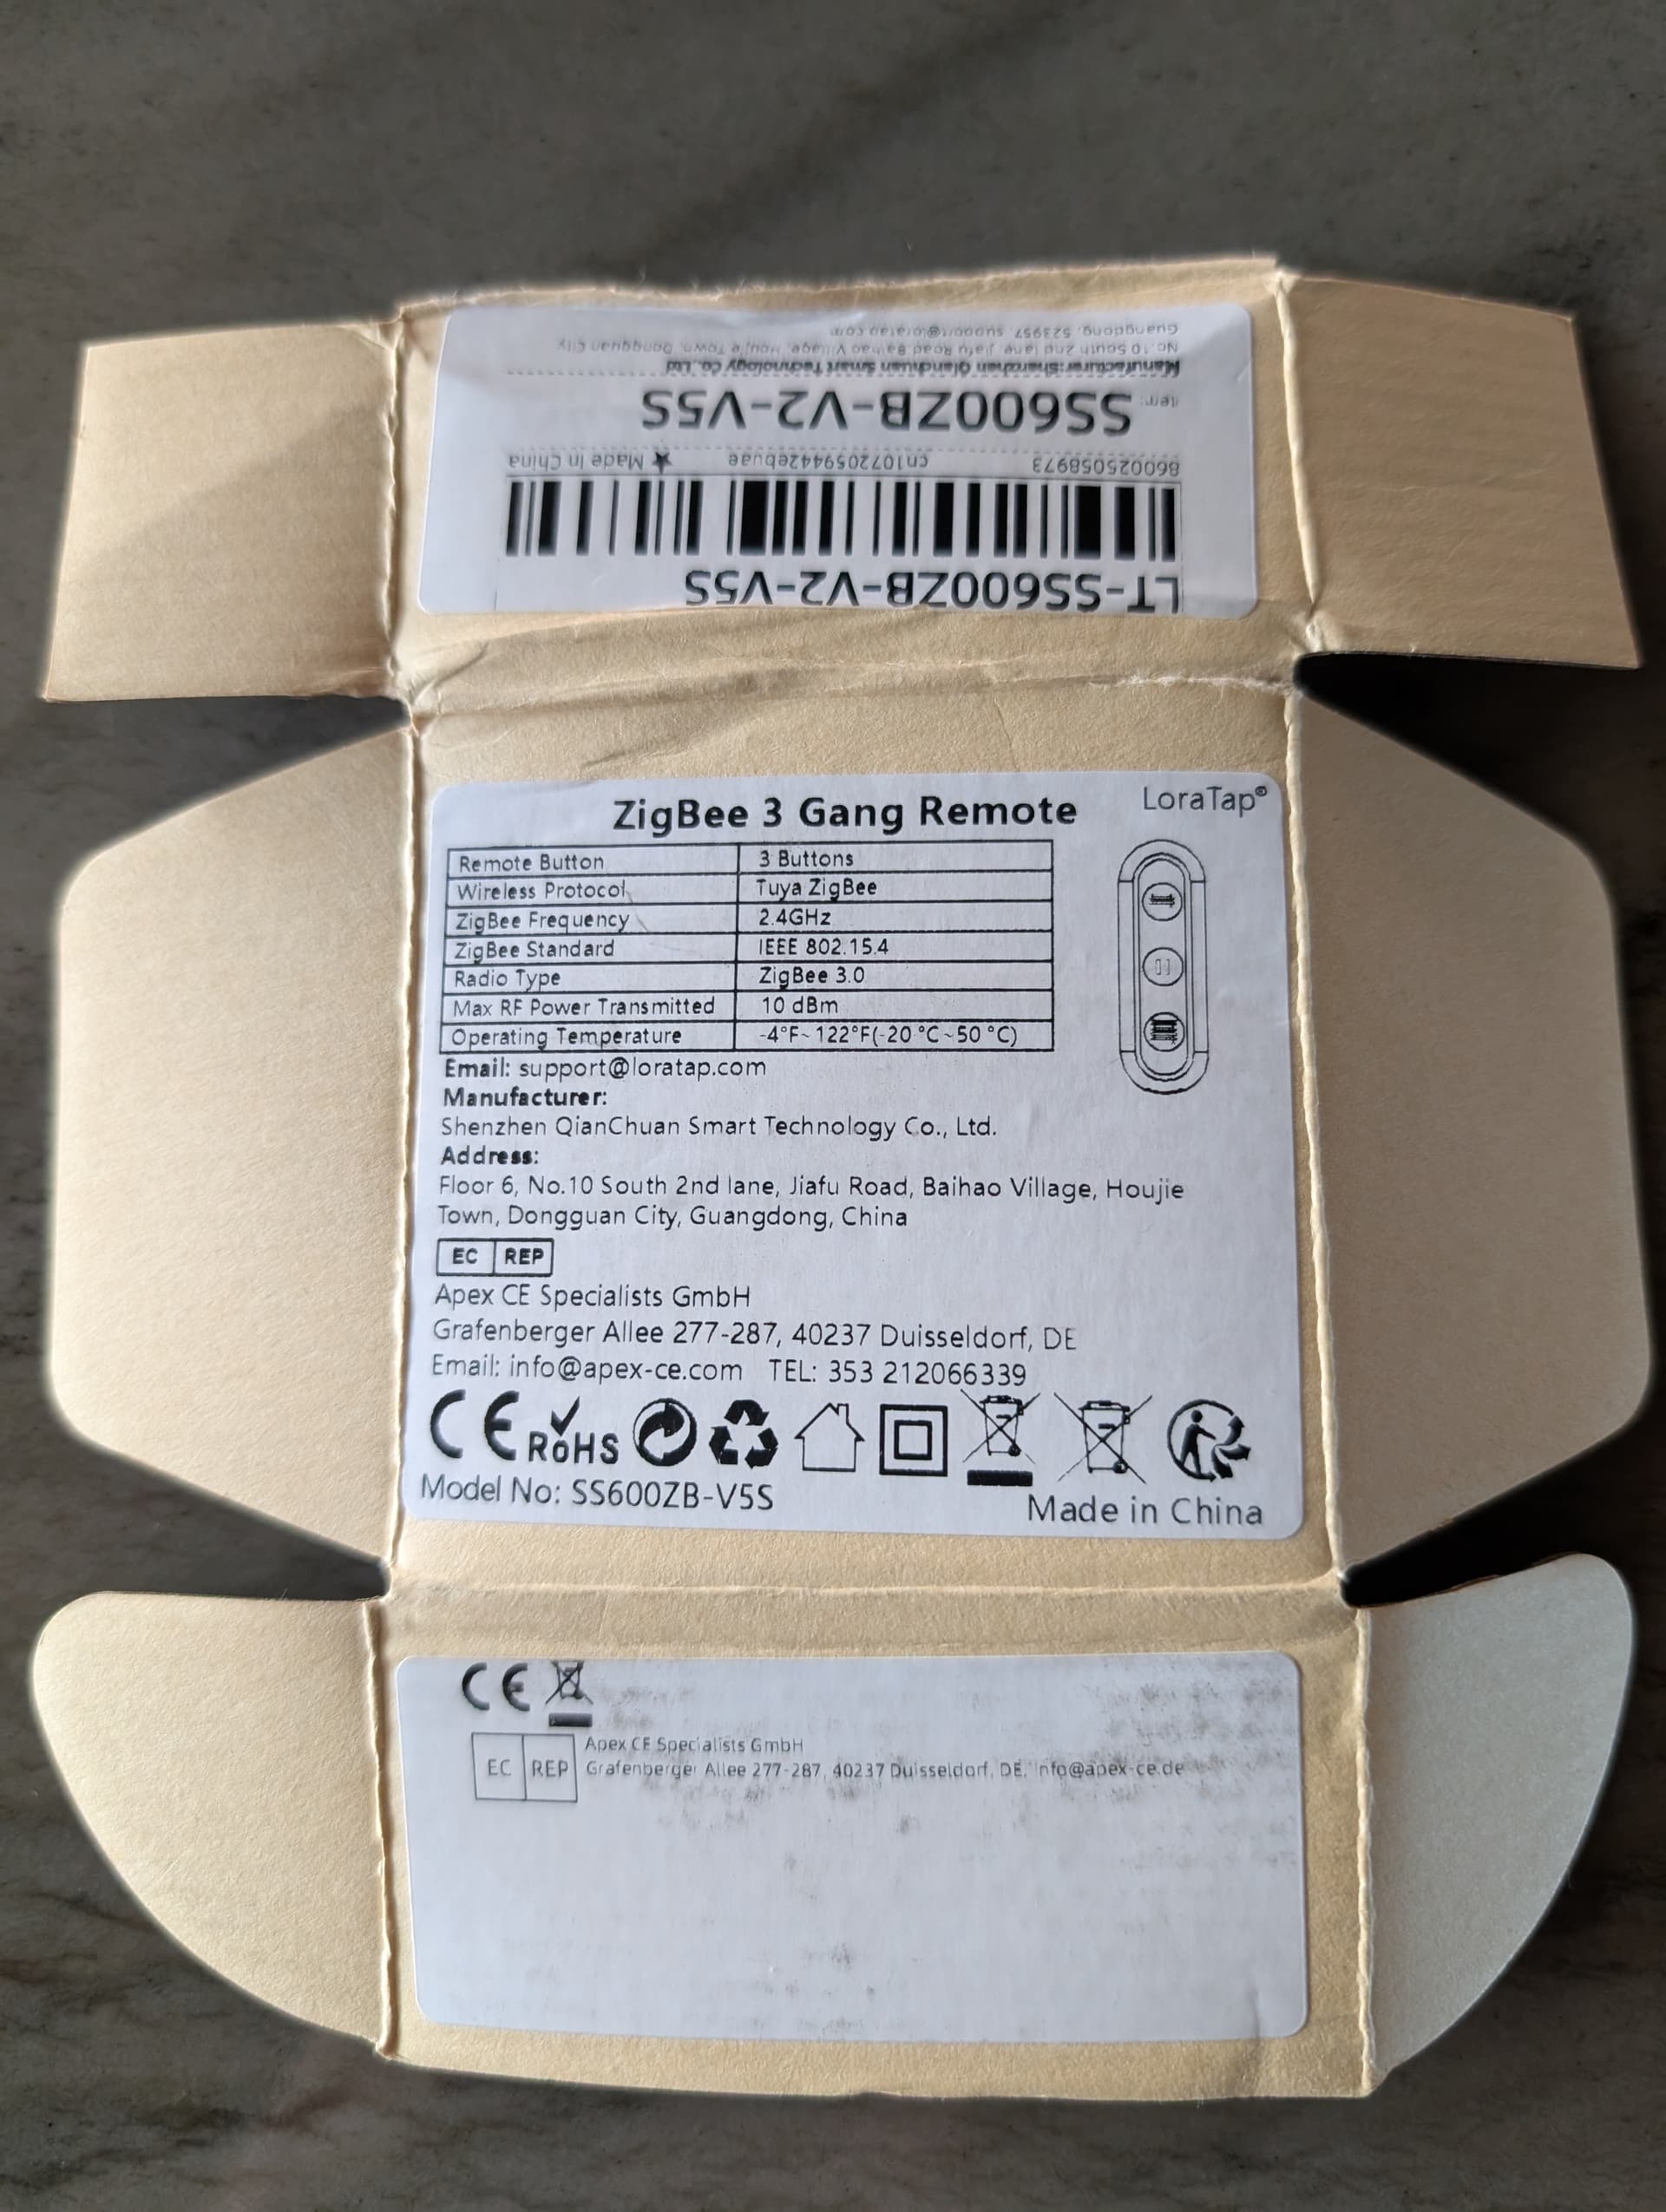 Guangdong, 523957. support@loratap.com
No.10 South 2nd lane, Jiafu Road Baihao Village, Houjie Town, Dongguan City
Manufacturer:Shenzhen Qianchuan Smart Technology Co., Ltd
Item: SS600ZB-V2-V5S
860025058973 cn1072059442ebuae Made in China
LT-SS600ZB-V2-V5S
ZigBee 3 Gang Remote LoraTap®
Remote Button 3 Buttons
Wireless Protocol Tuya ZigBee
ZigBee Frequency 2.4GHz
ZigBee Standard IEEE 802.15.4
Radio Type ZigBee 3.0
Max RF Power Transmitted 10 dBm
Operating Temperature -4°F~122°F(-20 °C~50 °C)
Email: support@loratap.com
Manufacturer:
Shenzhen QianChuan Smart Technology Co., Ltd.
Address:
Floor 6, No.10 South 2nd lane, Jiafu Road, Baihao Village, Houjie
Town, Dongguan City, Guangdong, China
EC REP
Apex CE Specialists GmbH
Grafenberger Allee 277-287, 40237 Duisseldorf, DE
Email: info@apex-ce.com TEL: 353 212066339
CE RoHS
Model No: SS600ZB-V5S
Made in China
CE
EC REP
Apex CE Specialists GmbH
Grafenberger Allee 277-287, 40237 Duisseldorf, DE, info@apex-ce.de